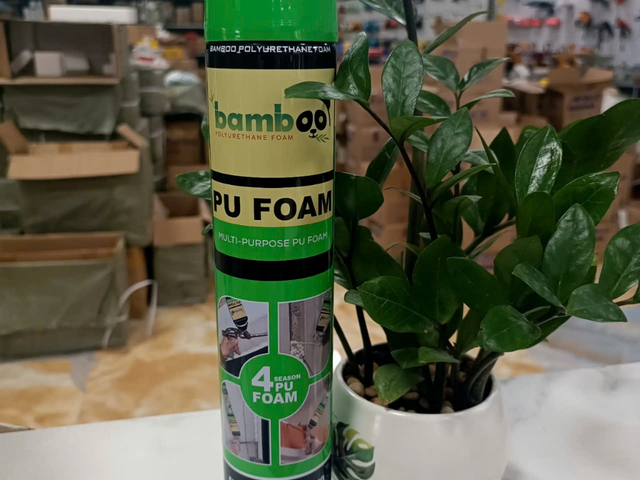 BAMBOO POLYURETHANE FOAM
bamboo
POLYURETHANE FOAM
PU FOAM
MULTI-PURPOSE PU FOAM
4 SEASON
PU
FOAM